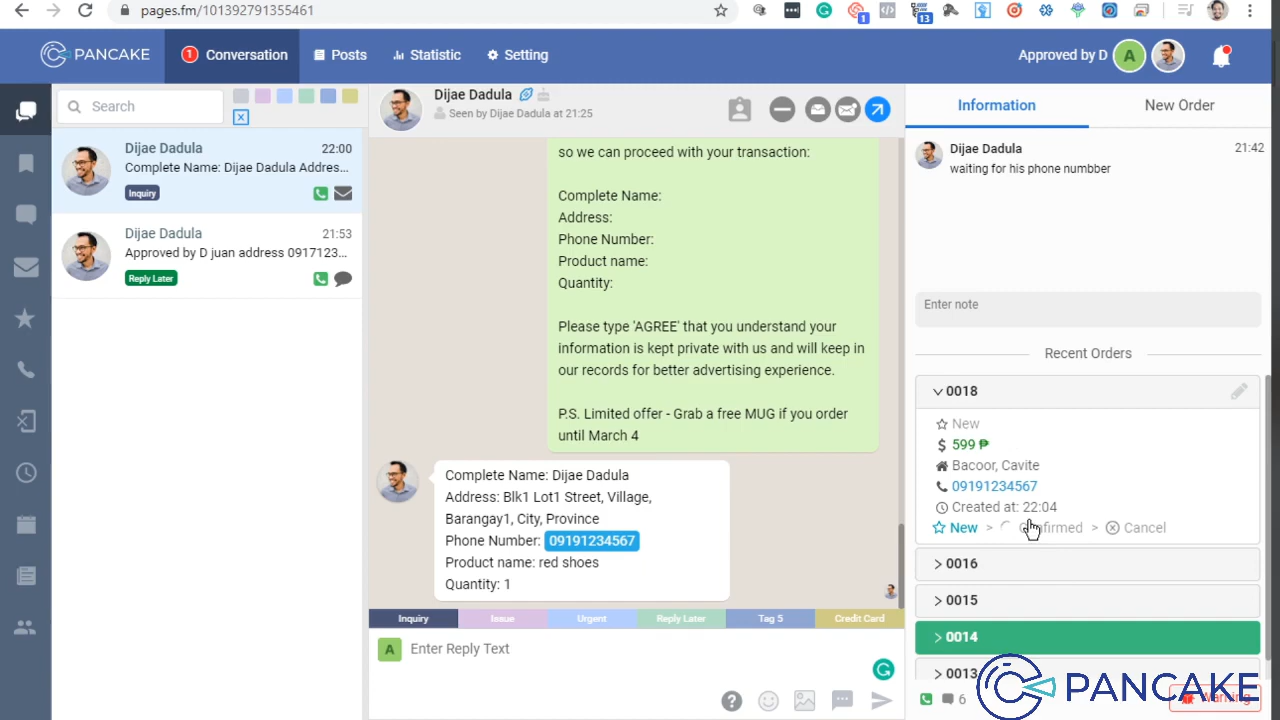 pages.fm/101392791355461
1
13
PANCAKE
1 Conversation
Posts
Statistic
Setting
Approved by D A
Search
Dijae Dadula 22:00
Complete Name: Dijae Dadula Addres...
Inquiry
Dijae Dadula 21:53
Approved by D juan address 0917123...
Reply Later
Dijae Dadula
Seen by Dijae Dadula at 21:25
so we can proceed with your transaction:
Complete Name:
Address:
Phone Number:
Product name:
Quantity:
Please type 'AGREE' that you understand your
information is kept private with us and will keep in
our records for better advertising experience.
P.S. Limited offer - Grab a free MUG if you order
until March 4
Complete Name: Dijae Dadula
Address: Blk1 Lot1 Street, Village,
Barangay1, City, Province
Phone Number: 09191234567
Product name: red shoes
Quantity: 1
Inquiry Issue Urgent Reply Later Tag 5 Credit Card
A Enter Reply Text
Information New Order
Dijae Dadula 21:42
waiting for his phone numbber
Enter note
Recent Orders
0018
New
$ 599 ₱
Bacoor, Cavite
09191234567
Created at: 22:04
New > Confirmed > Cancel
> 0016
> 0015
> 0014
> 0013
6
Warning
PANCAKE